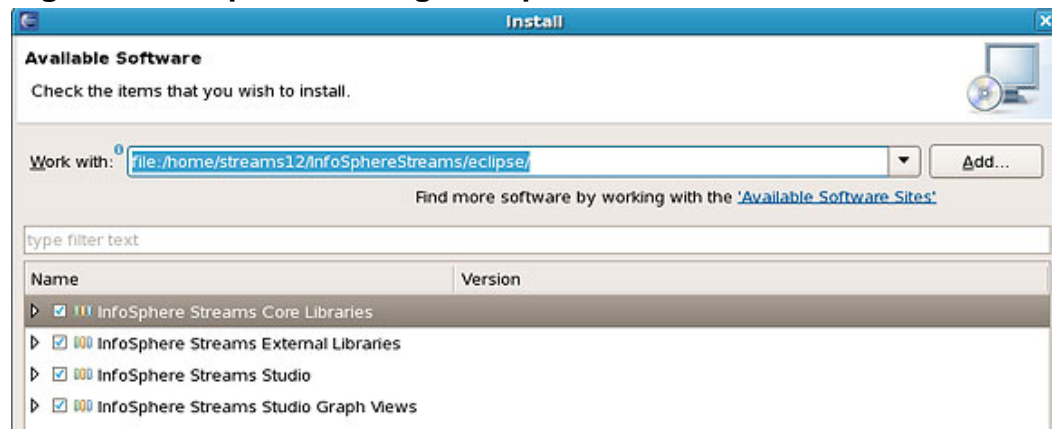 Install
Available Software
Check the items that you wish to install.
Work with: file:/home/streams12/InfoSphereStreams/eclipse/ Add...
Find more software by working with the 'Available Software Sites'
type filter text
Name Version
InfoSphere Streams Core Libraries
InfoSphere Streams External Libraries
InfoSphere Streams Studio
InfoSphere Streams Studio Graph Views